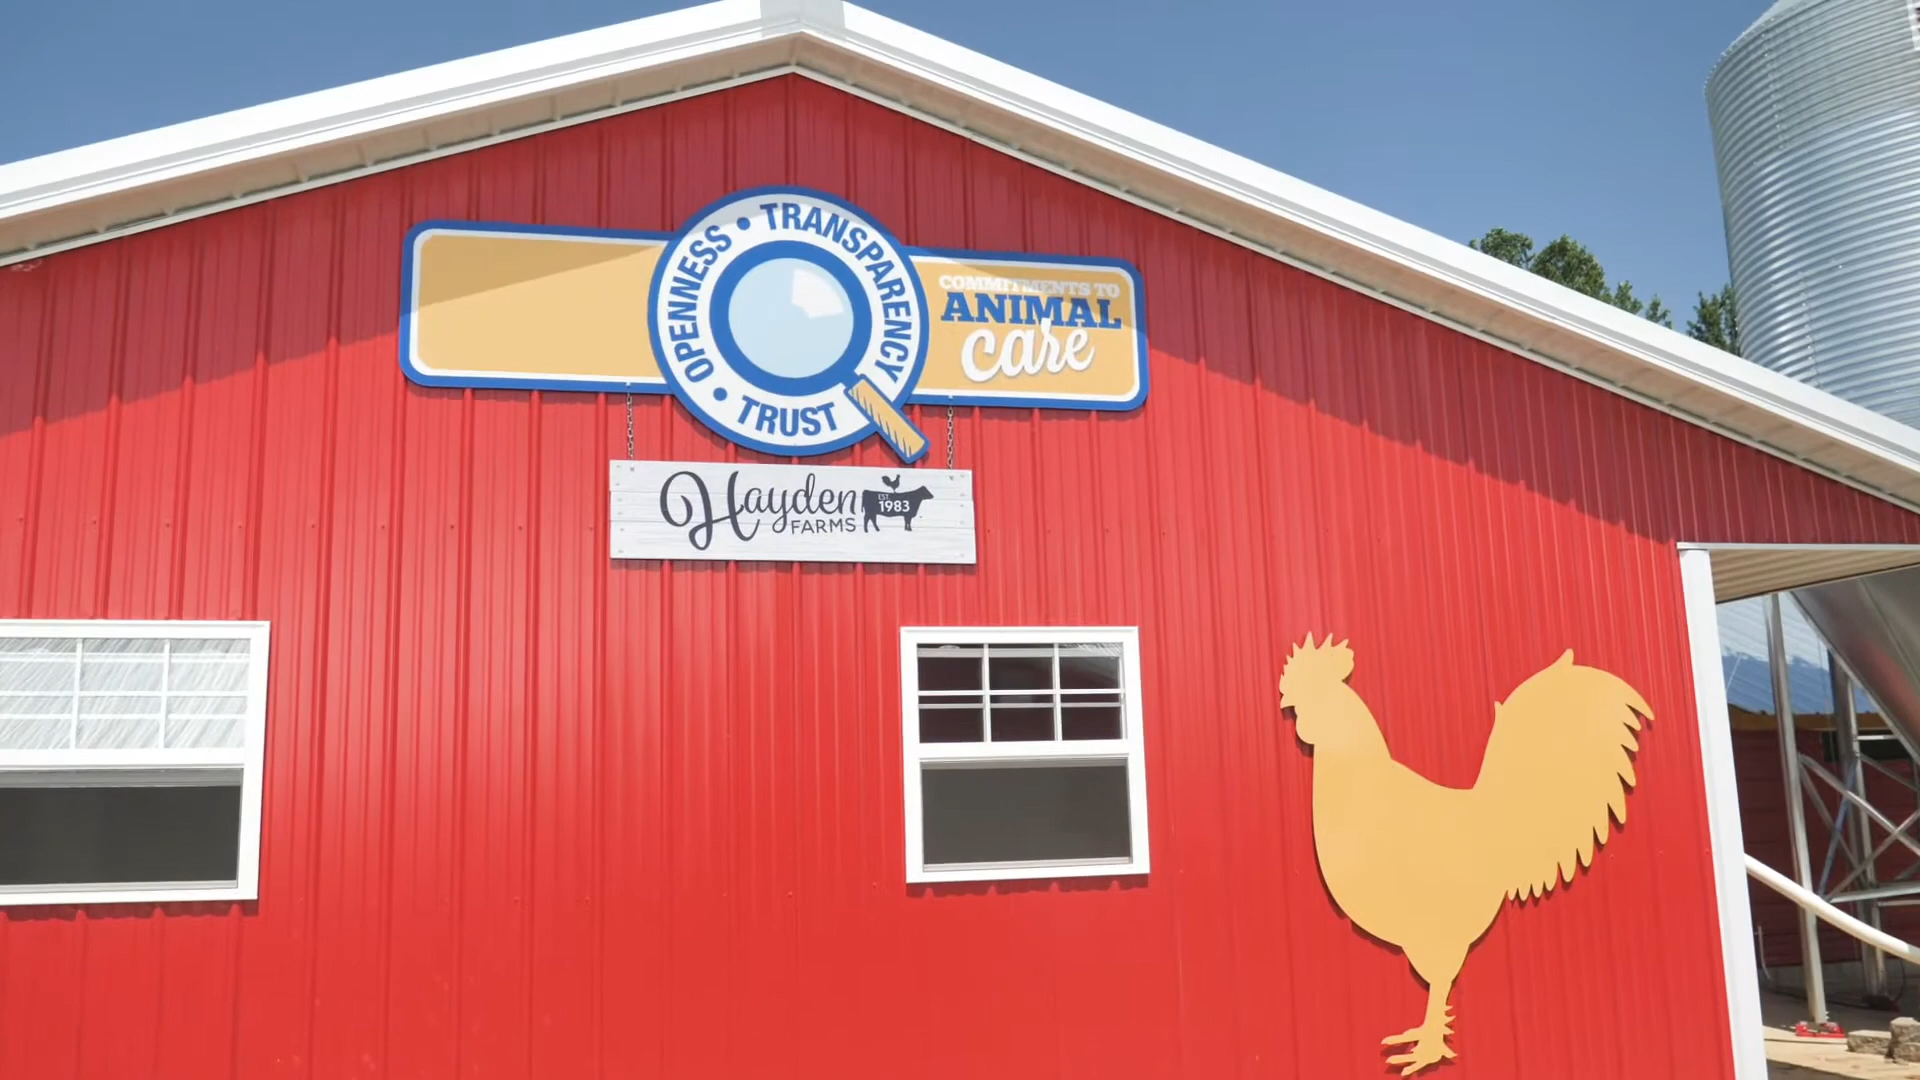 OPENNESS • TRANSPARENCY • TRUST
COMMITMENTS TO
ANIMAL
care
Hayden
FARMS
EST.
1983